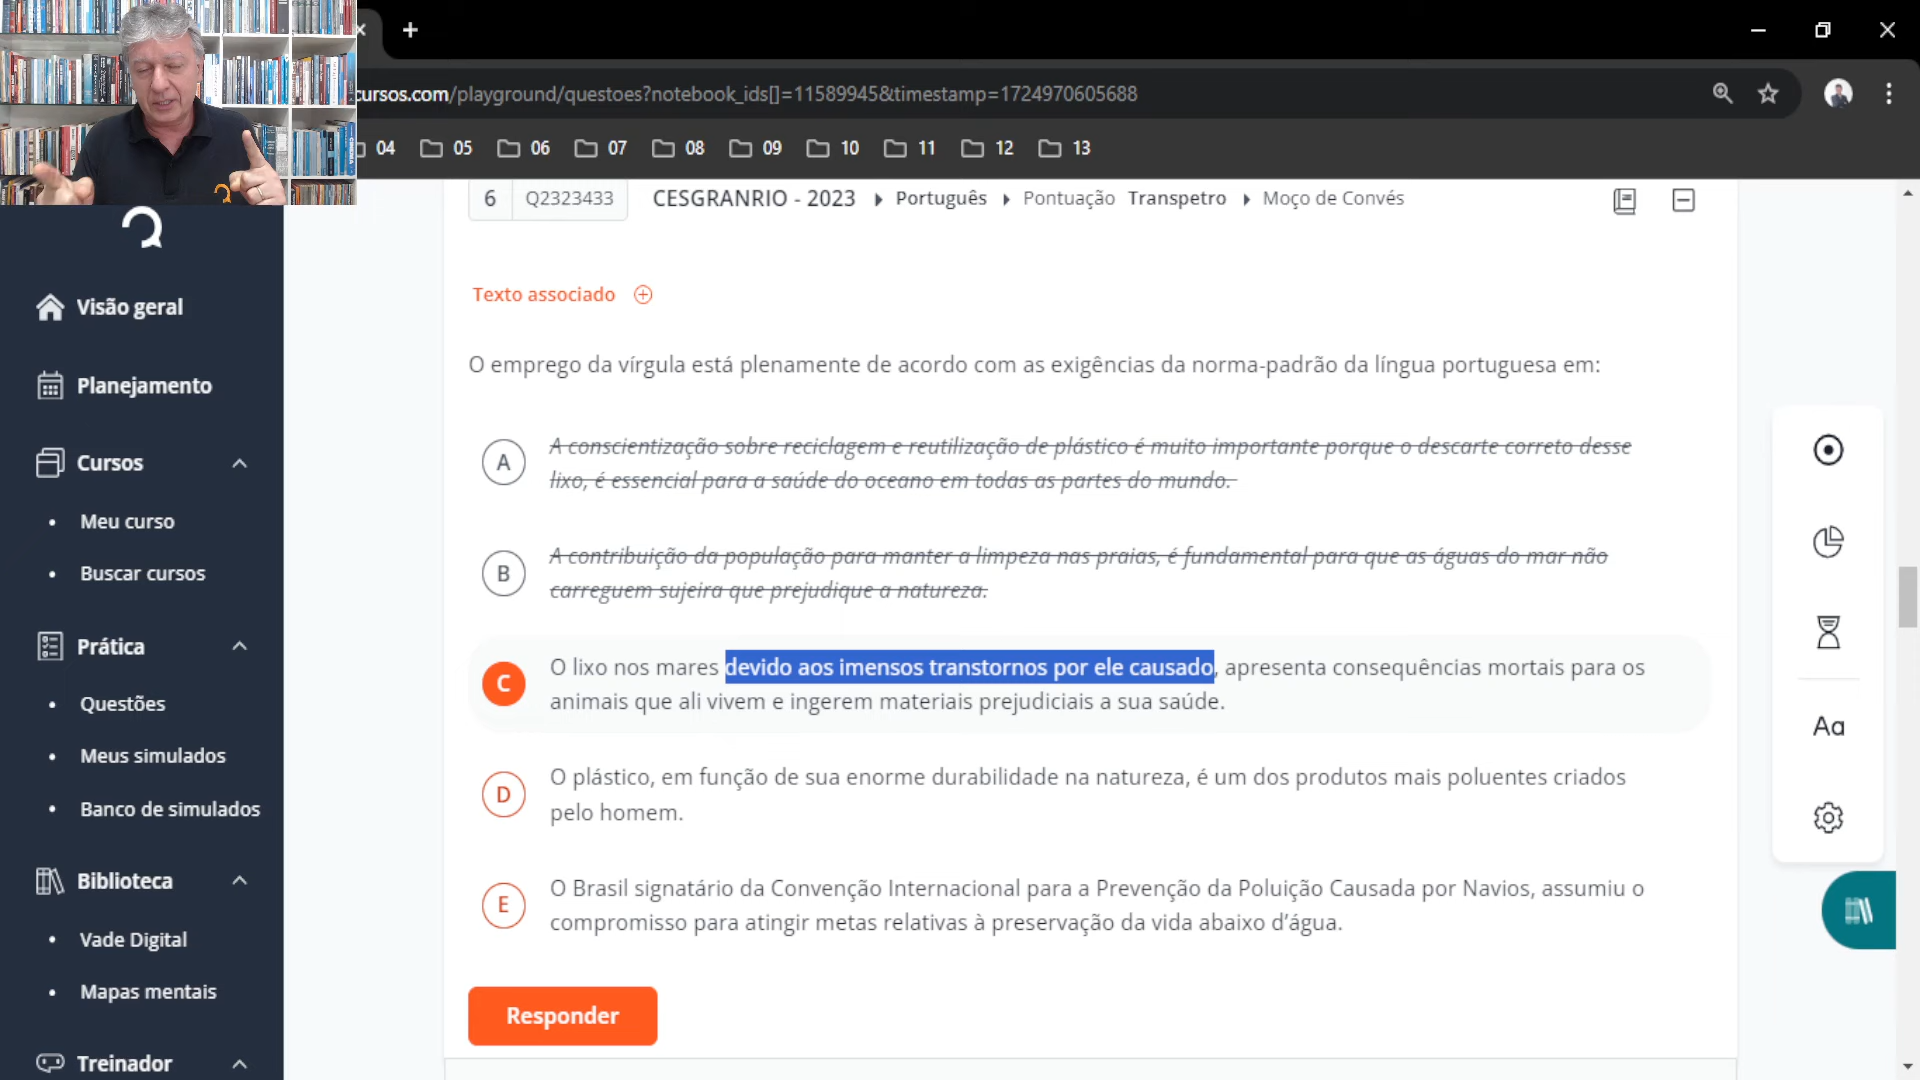 cursos.com/playground/questoes?notebook_ids[]=11589945&timestamp=1724970605688
04 05 06 07 08 09 10 11 12 13
6 Q2323433 CESGRANRIO - 2023 Português Pontuação Transpetro Moço de Convés
Texto associado
O emprego da vírgula está plenamente de acordo com as exigências da norma-padrão da língua portuguesa em:
A A conscientização sobre reciclagem e reutilização de plástico é muito importante porque o descarte correto desse
lixo, é essencial para a saúde do oceano em todas as partes do mundo.
B A contribuição da população para manter a limpeza nas praias, é fundamental para que as águas do mar não
carreguem sujeira que prejudique a natureza.
C O lixo nos mares devido aos imensos transtornos por ele causado, apresenta consequências mortais para os
animais que ali vivem e ingerem materiais prejudiciais a sua saúde.
D O plástico, em função de sua enorme durabilidade na natureza, é um dos produtos mais poluentes criados
pelo homem.
E O Brasil signatário da Convenção Internacional para a Prevenção da Poluição Causada por Navios, assumiu o
compromisso para atingir metas relativas à preservação da vida abaixo d’água.
Responder
Visão geral
Planejamento
Cursos
Meu curso
Buscar cursos
Prática
Questões
Meus simulados
Banco de simulados
Biblioteca
Vade Digital
Mapas mentais
Treinador
Aa